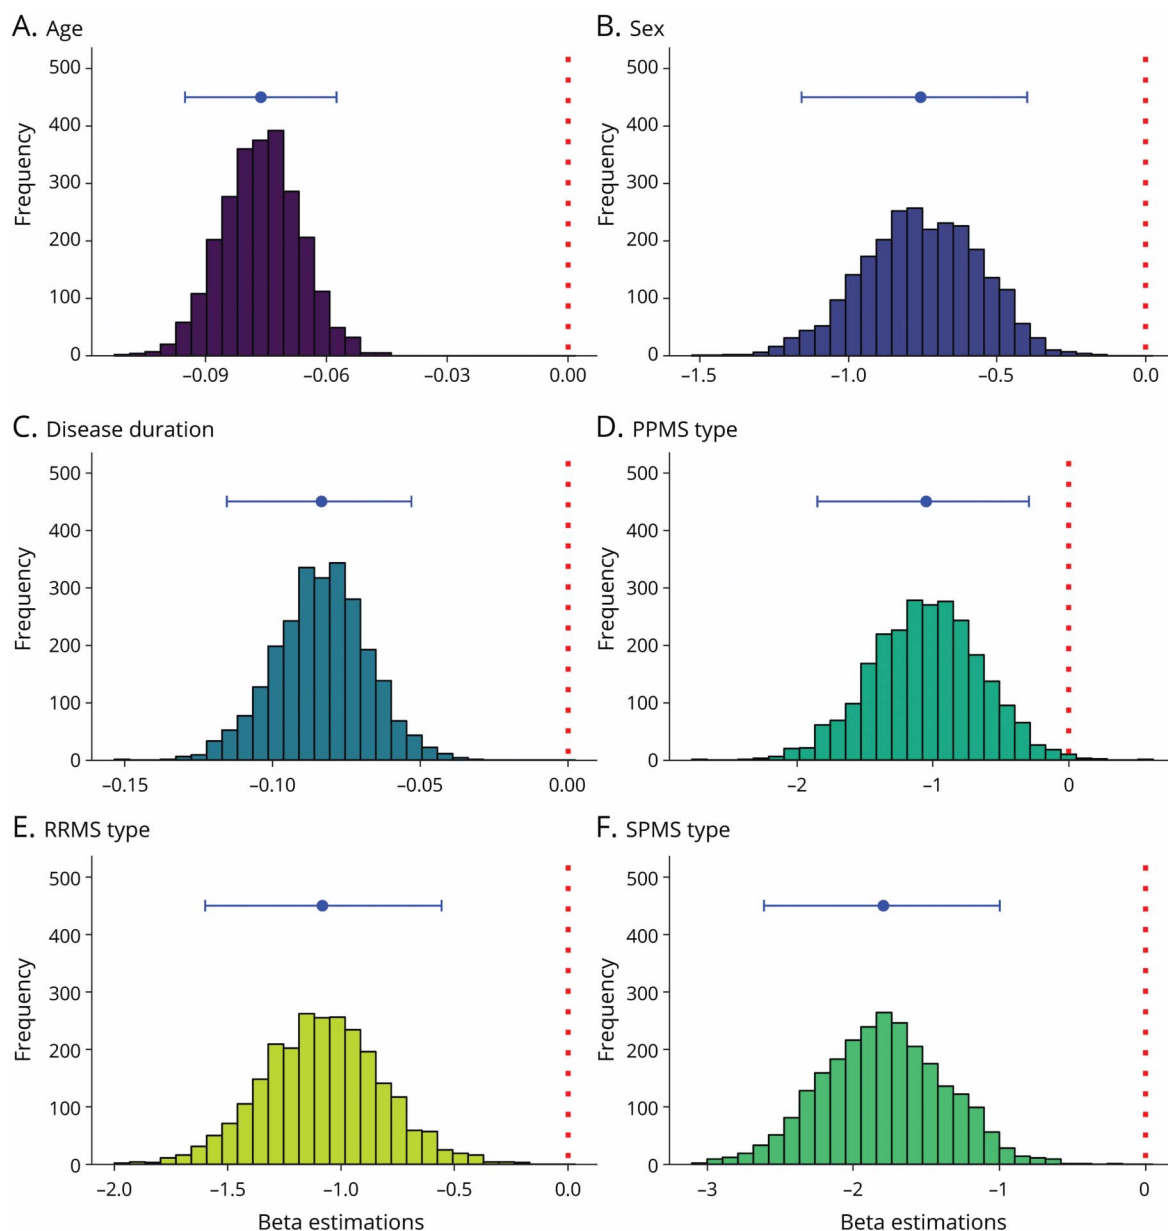 A. Age
Frequency
500
400
300
200
100
0
−0.09 −0.06 −0.03 0.00
B. Sex
Frequency
500
400
300
200
100
0
−1.5 −1.0 −0.5 0.0
C. Disease duration
Frequency
500
400
300
200
100
0
−0.15 −0.10 −0.05 0.00
D. PPMS type
Frequency
500
400
300
200
100
0
−2 −1 0
E. RRMS type
Frequency
500
400
300
200
100
0
−2.0 −1.5 −1.0 −0.5 0.0
Beta estimations
F. SPMS type
Frequency
500
400
300
200
100
0
−3 −2 −1 0
Beta estimations